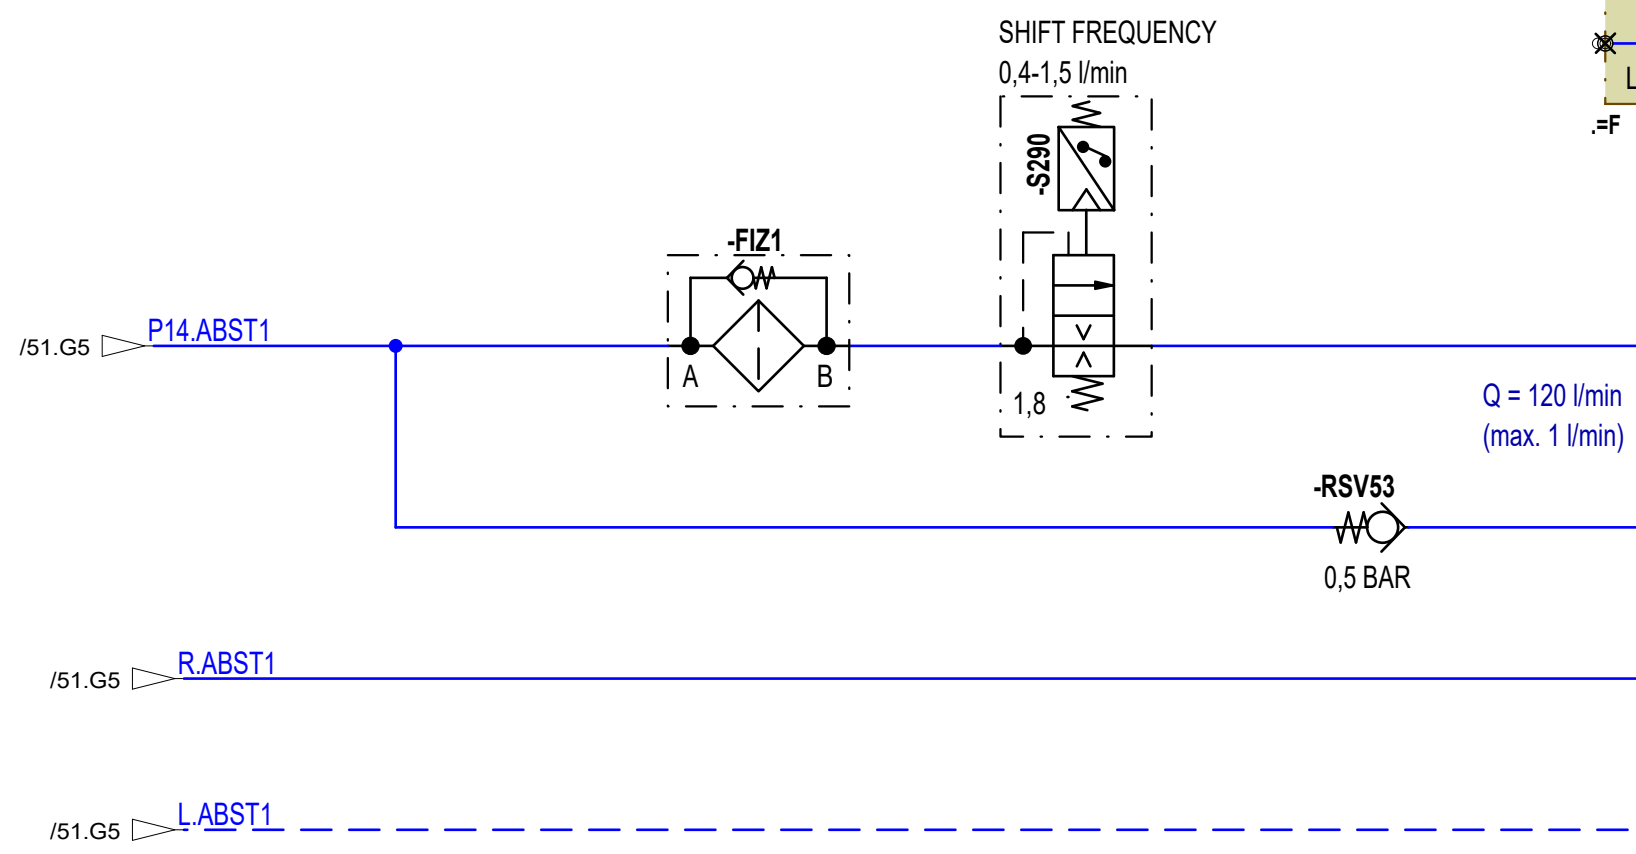 SHIFT FREQUENCY
0,4-1,5 l/min
L
.=F
-S290
-FIZ1
P14.ABST1
/51.G5
A
B
1,8
Q = 120 l/min
(max. 1 l/min)
-RSV53
0,5 BAR
R.ABST1
/51.G5
L.ABST1
/51.G5